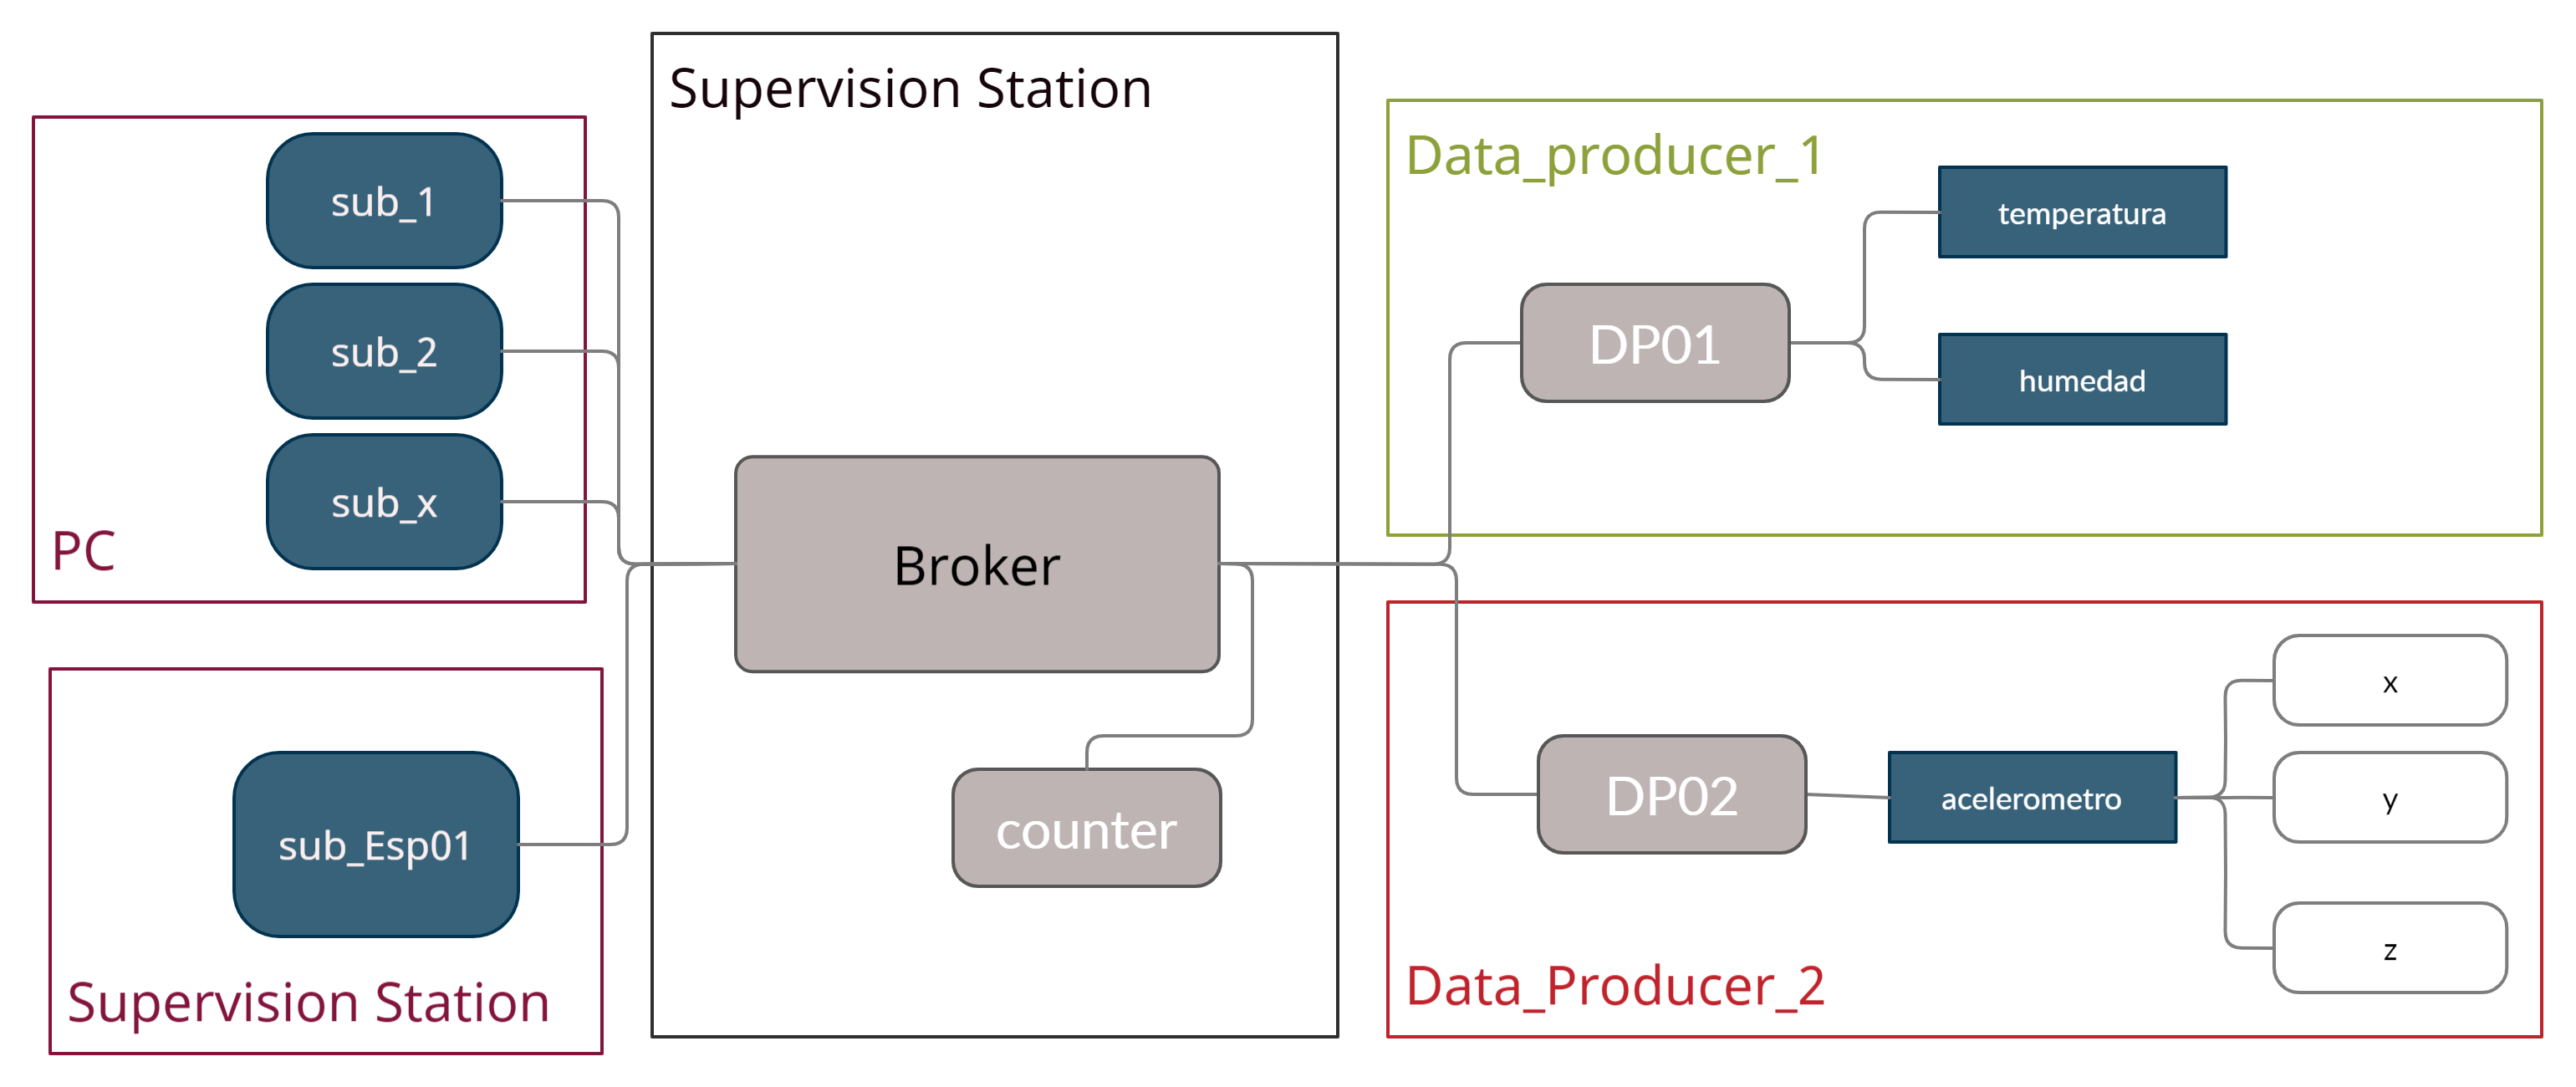 sub_1
sub_2
sub_x
PC
sub_Esp01
Supervision Station
Supervision Station
Broker
counter
Data_producer_1
DP01
temperatura
humedad
DP02
acelerometro
x
y
z
Data_Producer_2